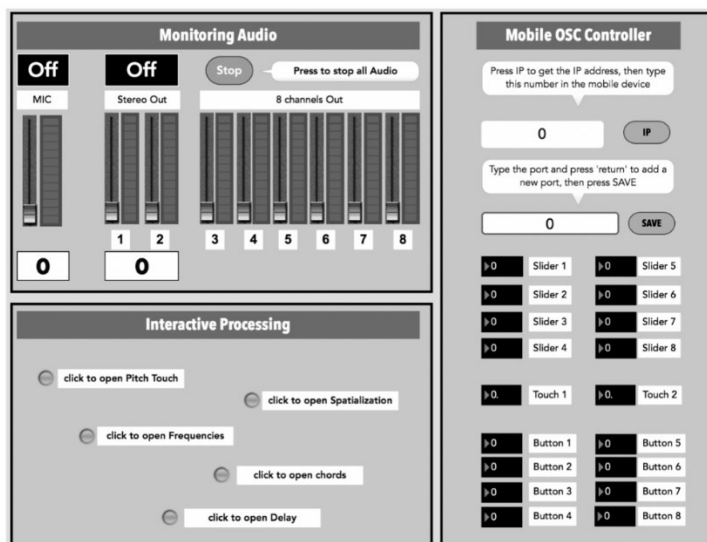 Monitoring Audio
Off
Off
Stop
Press to stop all Audio
MIC
Stereo Out
8 channels Out
1
2
3
4
5
6
7
8
0
0
Interactive Processing
click to open Pitch Touch
click to open Spatialization
click to open Frequencies
click to open chords
click to open Delay
Mobile OSC Controller
Press IP to get the IP address, then type
this number in the mobile device
0
IP
Type the port and press 'return' to add a
new port, then press SAVE
0
SAVE
0 Slider 1
0 Slider 5
0 Slider 2
0 Slider 6
0 Slider 3
0 Slider 7
0 Slider 4
0 Slider 8
0. Touch 1
0. Touch 2
0 Button 1
0 Button 5
0 Button 2
0 Button 6
0 Button 3
0 Button 7
0 Button 4
0 Button 8